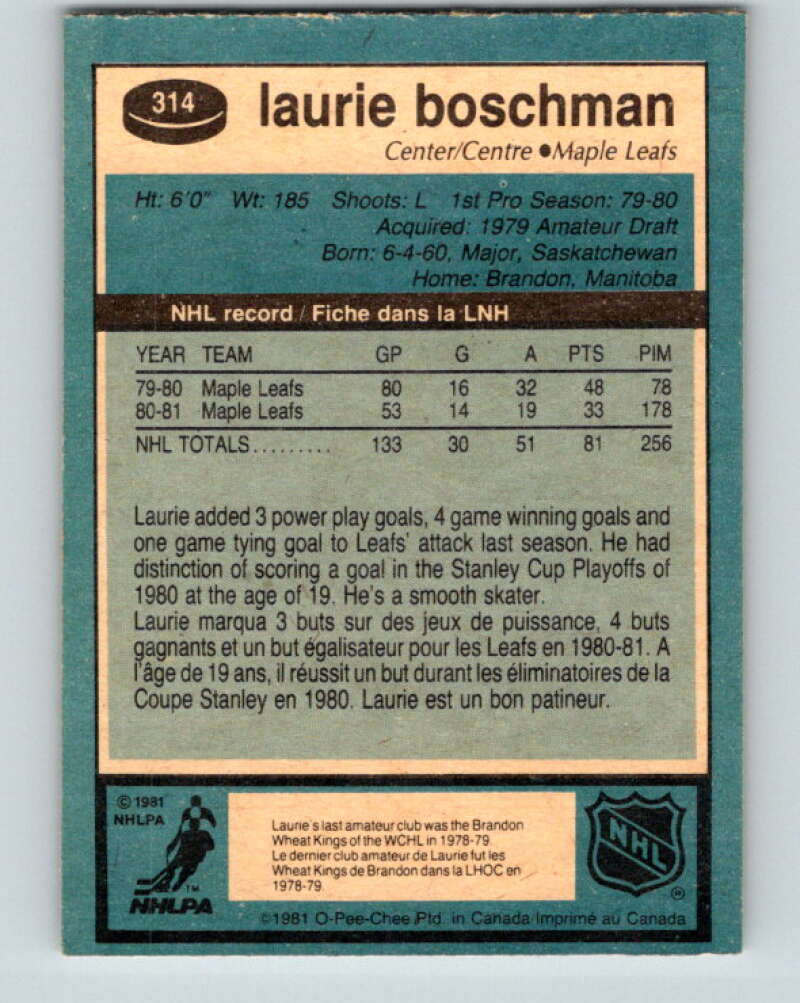 314
laurie boschman
Center/Centre ●Maple Leafs
Ht: 6'0" Wt: 185 Shoots: L 1st Pro Season: 79-80
Acquired: 1979 Amateur Draft
Born: 6-4-60, Major, Saskatchewan
Home: Brandon, Manitoba
NHL record / Fiche dans la LNH
YEAR TEAM GP G A PTS PIM
79-80 Maple Leafs 80 16 32 48 78
80-81 Maple Leafs 53 14 19 33 178
NHL TOTALS......... 133 30 51 81 256
Laurie added 3 power play goals, 4 game winning goals and
one game tying goal to Leafs' attack last season. He had
distinction of scoring a goal in the Stanley Cup Playoffs of
1980 at the age of 19. He's a smooth skater.
Laurie marqua 3 buts sur des jeux de puissance, 4 buts
gagnants et un but égalisateur pour les Leafs en 1980-81. A
l'âge de 19 ans, il réussit un but durant les éliminatoires de la
Coupe Stanley en 1980. Laurie est un bon patineur.
© 1981
NHLPA
TM
NHLPA
Laurie's last amateur club was the Brandon
Wheat Kings of the WCHL in 1978-79.
Le dernier club amateur de Laurie fut les
Wheat Kings de Brandon dans la LHOC en
1978-79.
NHL
®
©1981 O-Pee-Chee Ptd. in Canada/Imprimé au Canada